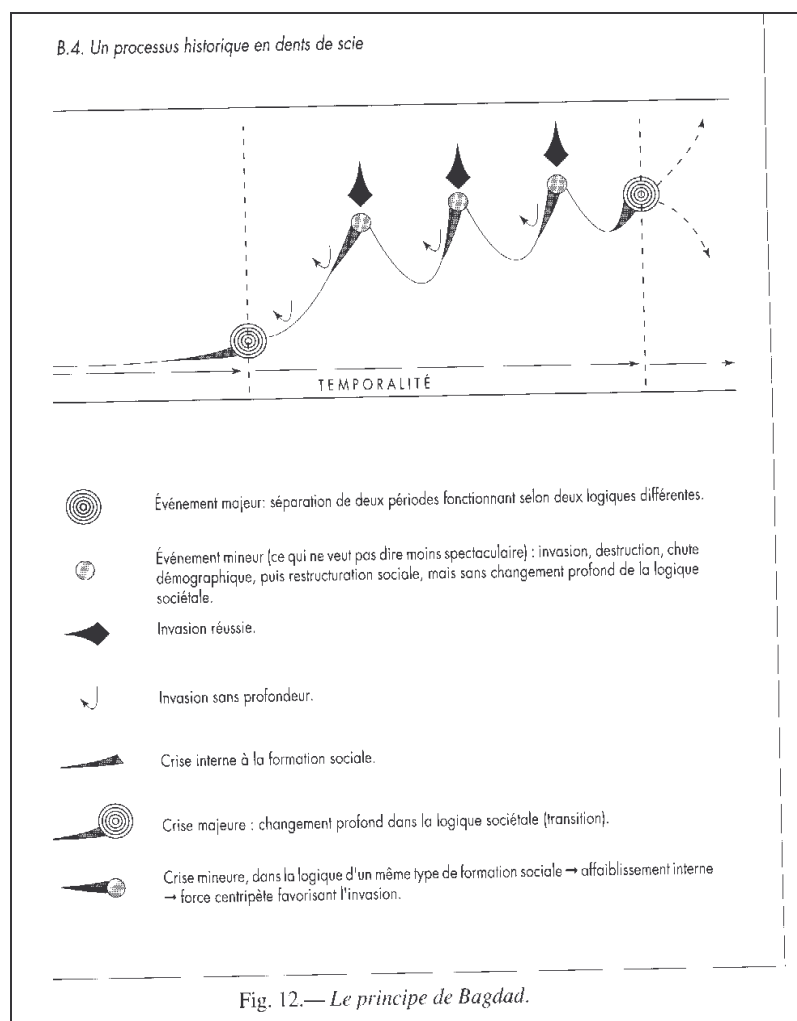 B.4. Un processus historique en dents de scie
TEMPORALITÉ
Événement majeur: séparation de deux périodes fonctionnant selon deux logiques différentes.
Événement mineur (ce qui ne veut pas dire moins spectaculaire) : invasion, destruction, chute
démographique, puis restructuration sociale, mais sans changement profond de la logique
sociétale.
Invasion réussie.
Invasion sans profondeur.
Crise interne à la formation sociale.
Crise majeure : changement profond dans la logique sociétale (transition).
Crise mineure, dans la logique d'un même type de formation sociale → affaiblissement interne
→ force centripète favorisant l'invasion.
Fig. 12.— Le principe de Bagdad.